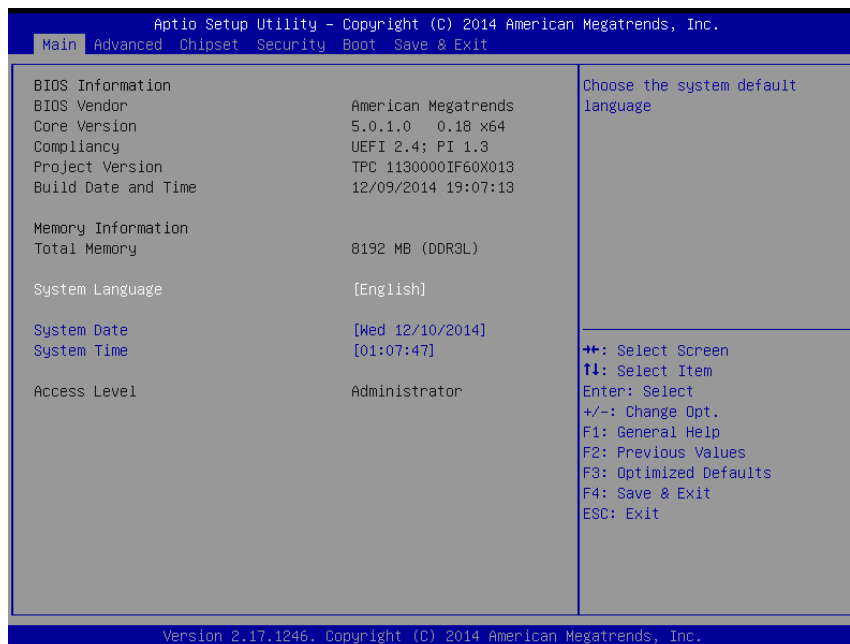 Aptio Setup Utility – Copyright (C) 2014 American Megatrends, Inc.
Main Advanced Chipset Security Boot Save & Exit
BIOS Information
BIOS Vendor American Megatrends
Core Version 5.0.1.0 0.18 x64
Compliancy UEFI 2.4; PI 1.3
Project Version TPC 1130000IF60X013
Build Date and Time 12/09/2014 19:07:13
Memory Information
Total Memory 8192 MB (DDR3L)
System Language [English]
System Date [Wed 12/10/2014]
System Time [01:07:47]
Access Level Administrator
Choose the system default
language
→←: Select Screen
↑↓: Select Item
Enter: Select
+/-: Change Opt.
F1: General Help
F2: Previous Values
F3: Optimized Defaults
F4: Save & Exit
ESC: Exit
Version 2.17.1246. Copyright (C) 2014 American Megatrends, Inc.